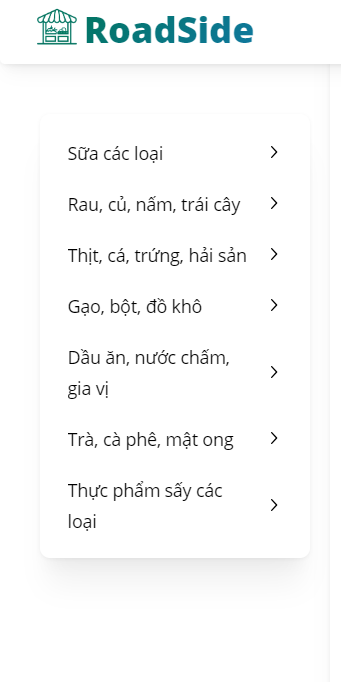 RoadSide
Sữa các loại
Rau, củ, nấm, trái cây
Thịt, cá, trứng, hải sản
Gạo, bột, đồ khô
Dầu ăn, nước chấm,
gia vị
Trà, cà phê, mật ong
Thực phẩm sấy các
loại